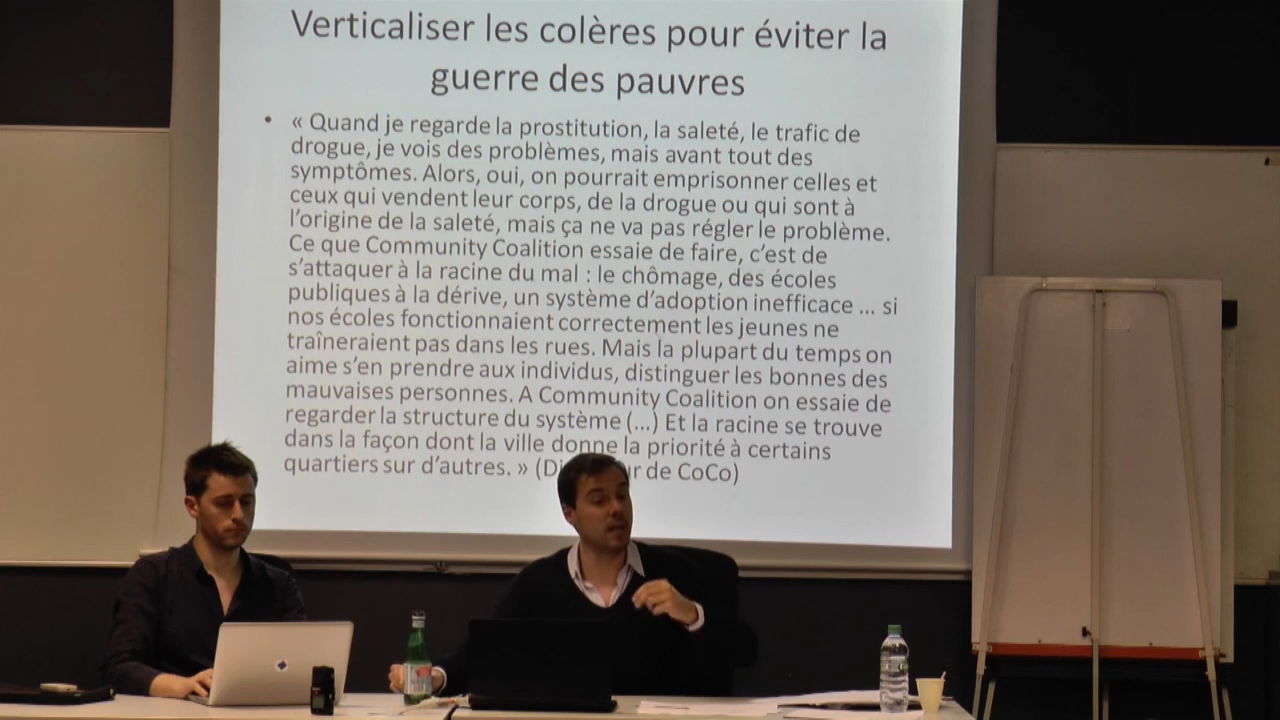 Verticaliser les colères pour éviter la
guerre des pauvres
• « Quand je regarde la prostitution, la saleté, le trafic de
drogue, je vois des problèmes, mais avant tout des
symptômes. Alors, oui, on pourrait emprisonner celles et
ceux qui vendent leur corps, de la drogue ou qui sont à
l’origine de la saleté, mais ça ne va pas régler le problème.
Ce que Community Coalition essaie de faire, c’est de
s’attaquer à la racine du mal : le chômage, des écoles
publiques à la dérive, un système d’adoption inefficace ... si
nos écoles fonctionnaient correctement les jeunes ne
traîneraient pas dans les rues. Mais la plupart du temps on
aime s’en prendre aux individus, distinguer les bonnes des
mauvaises personnes. A Community Coalition on essaie de
regarder la structure du système (...) Et la racine se trouve
dans la façon dont la ville donne la priorité à certains
quartiers sur d’autres. » (Di r de CoCo)